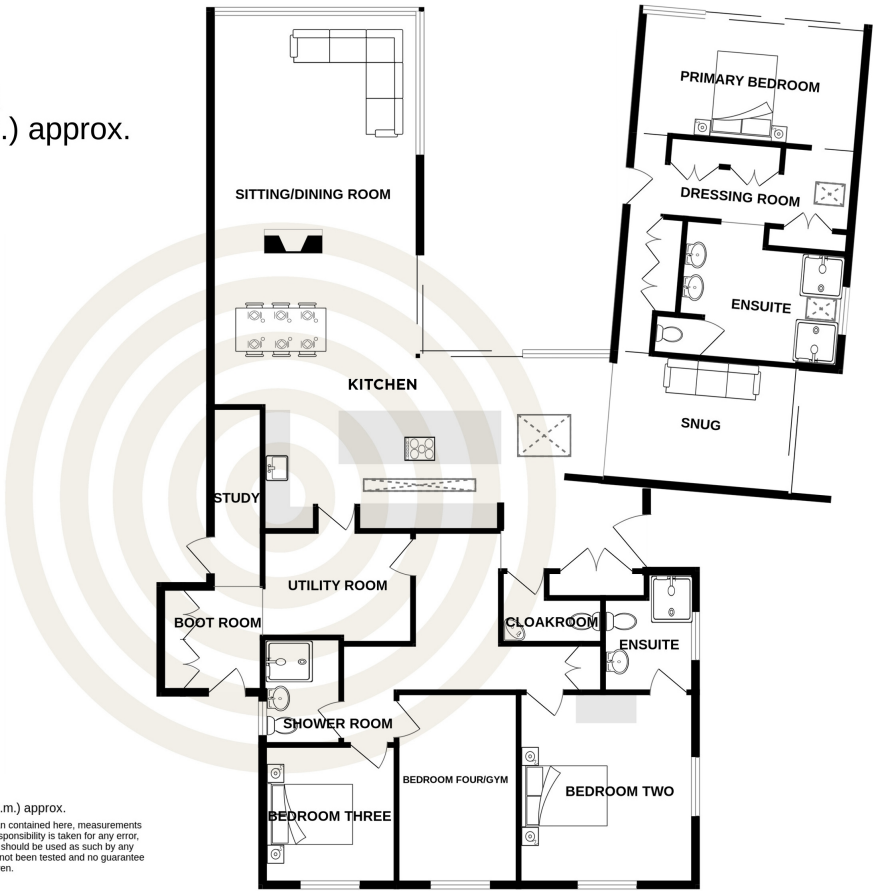 .) approx.
PRIMARY BEDROOM
SITTING/DINING ROOM
DRESSING ROOM
ENSUITE
KITCHEN
SNUG
STUDY
UTILITY ROOM
BOOT ROOM
CLOAKROOM
ENSUITE
SHOWER ROOM
BEDROOM FOUR/GYM
BEDROOM TWO
BEDROOM THREE
.m.) approx.
n contained here, measurements
sponsibility is taken for any error,
should be used as such by any
not been tested and no guarantee
ven.